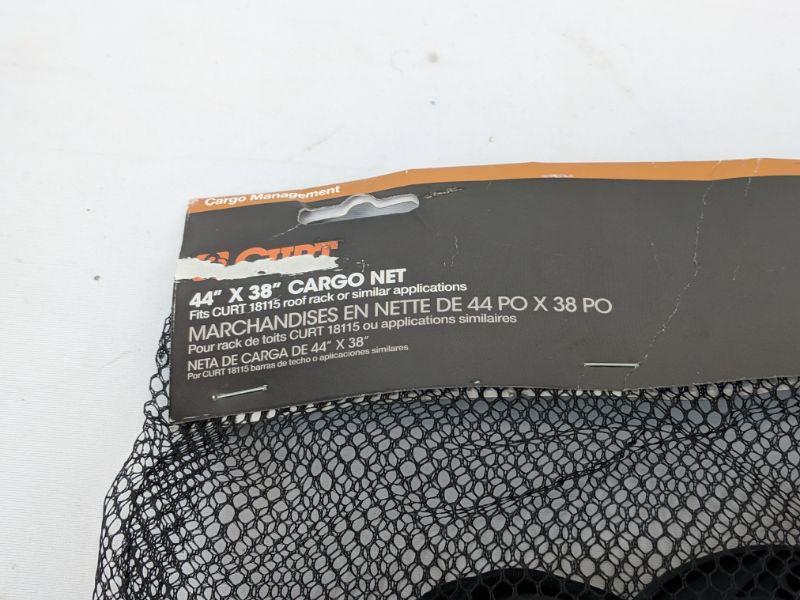 Cargo Management
CURT
44" X 38" CARGO NET
Fits CURT 18115 roof rack or similar applications
MARCHANDISES EN NETTE DE 44 PO X 38 PO
Pour rack de toits CURT 18115 ou applications similaires
NETA DE CARGA DE 44" X 38"
Por CURT 18115 barras de techo o aplicaciones similares